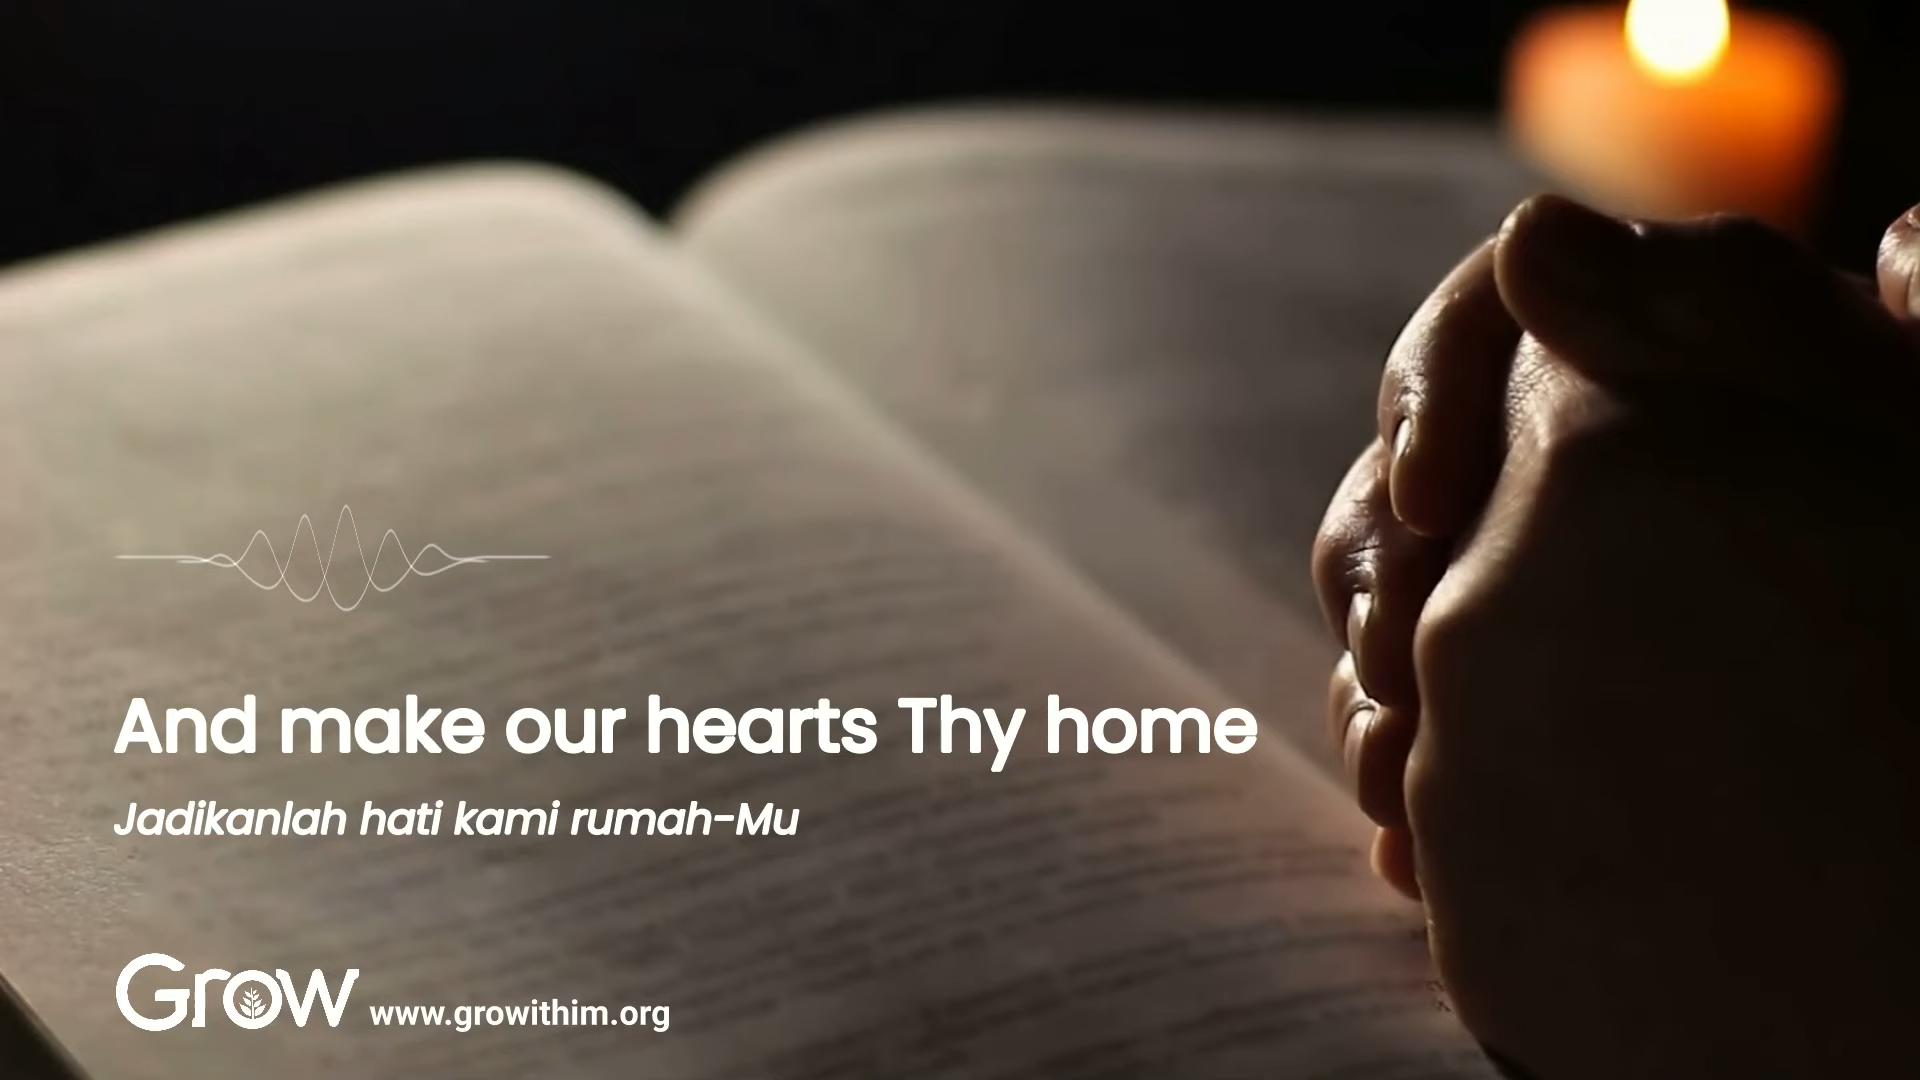 And make our hearts Thy home
Jadikanlah hati kami rumah-Mu
Grow www.growithim.org